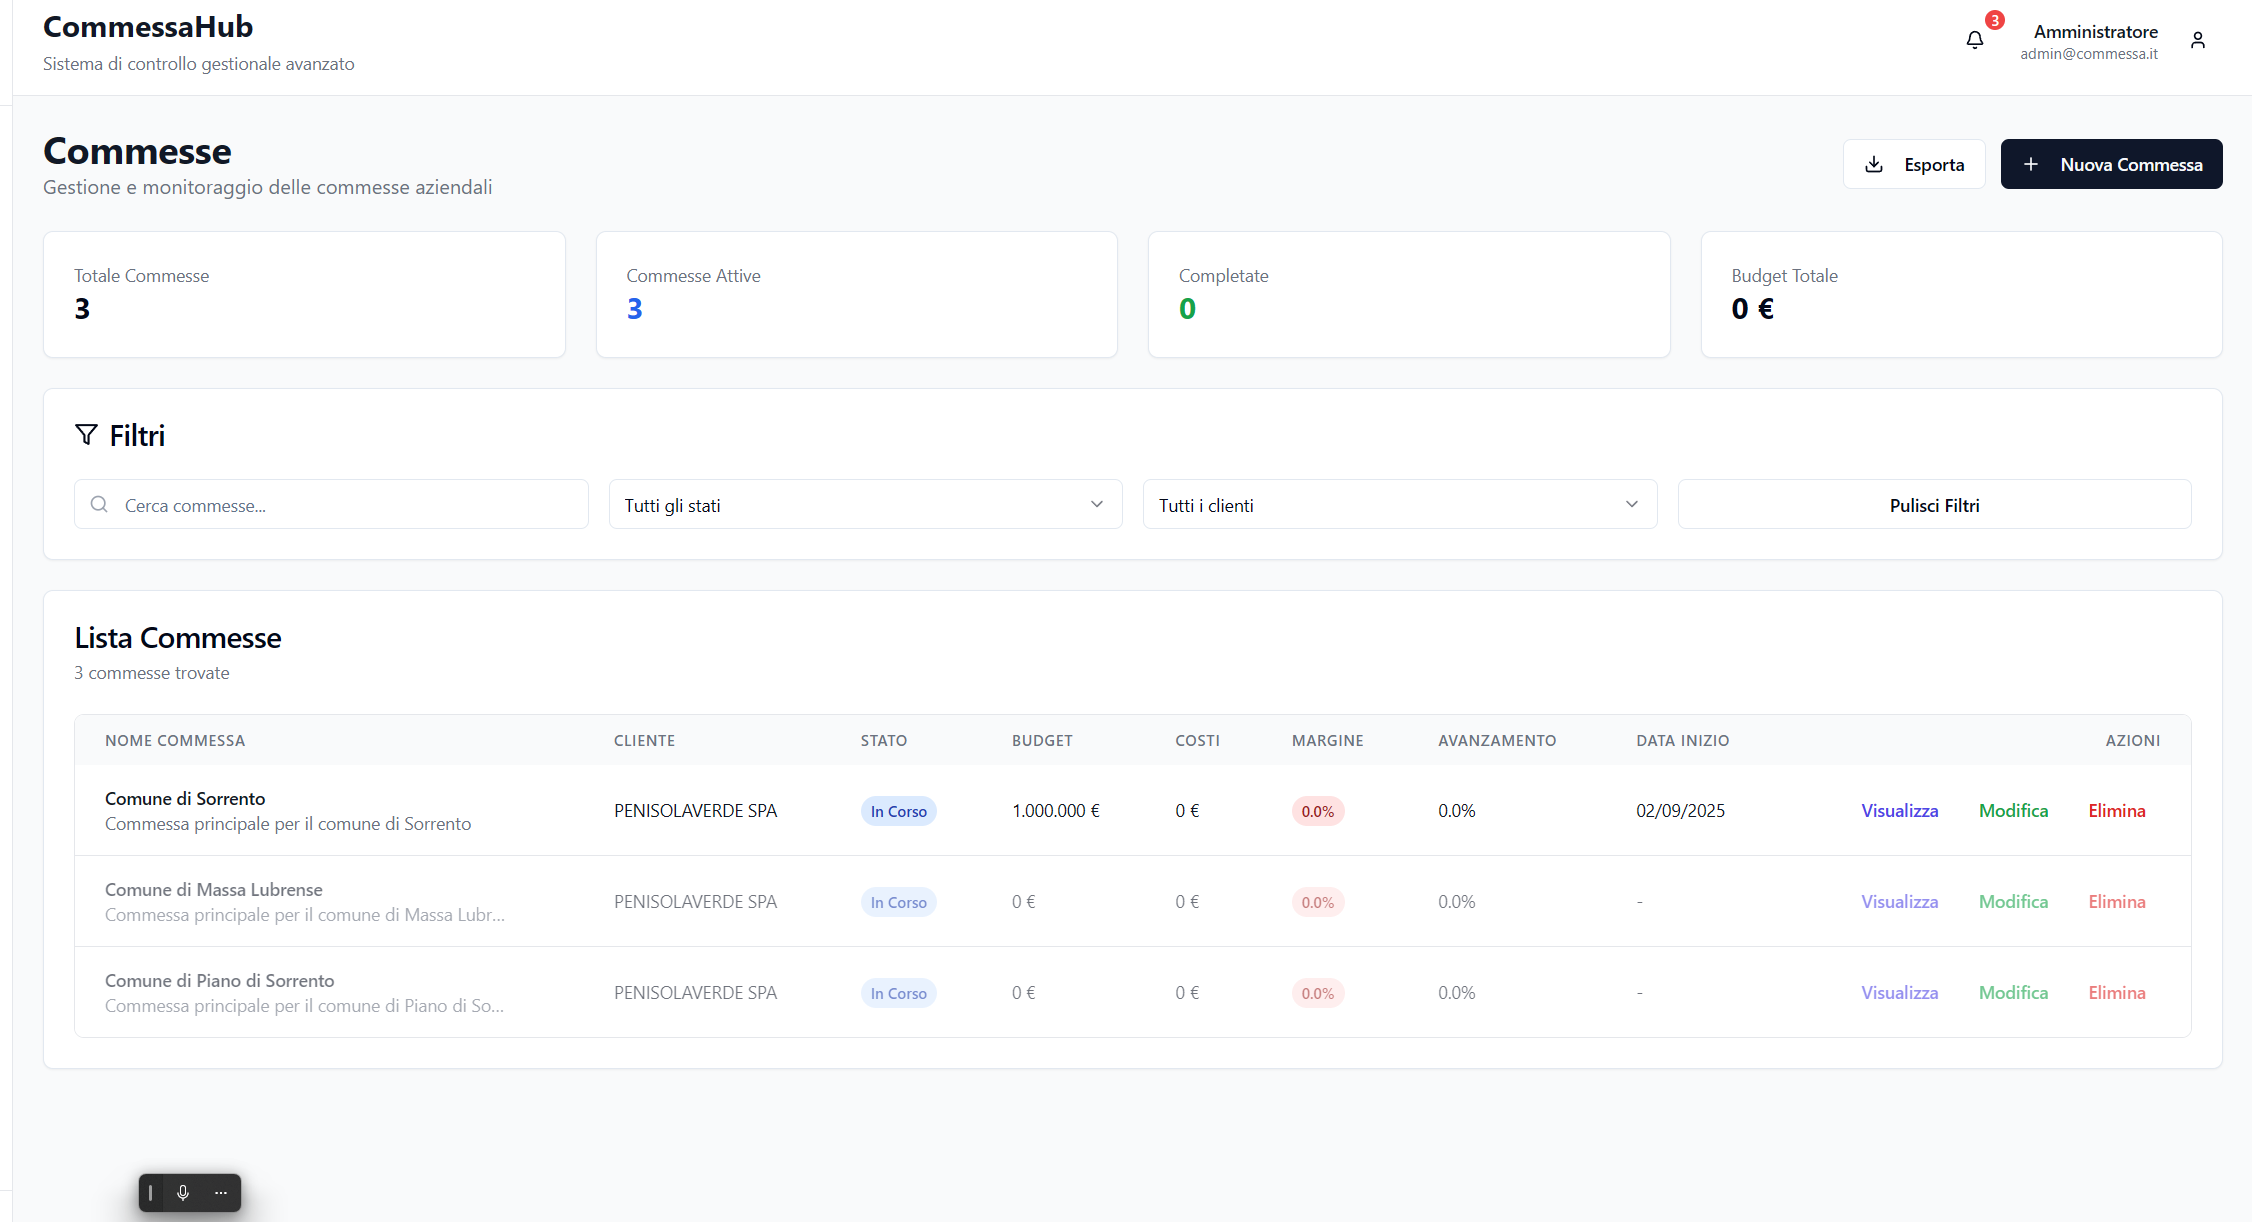 CommessaHub
Sistema di controllo gestionale avanzato
3
Amministratore
admin@commessa.it
Commesse
Gestione e monitoraggio delle commesse aziendali
Esporta
Nuova Commessa
Totale Commesse
3
Commesse Attive
3
Completate
0
Budget Totale
0 €
Filtri
Cerca commesse...
Tutti gli stati
Tutti i clienti
Pulisci Filtri
Lista Commesse
3 commesse trovate
NOME COMMESSA CLIENTE STATO BUDGET COSTI MARGINE AVANZAMENTO DATA INIZIO AZIONI
Comune di Sorrento
Commessa principale per il comune di Sorrento
PENISOLAVERDE SPA In Corso 1.000.000 € 0 € 0.0% 0.0% 02/09/2025 Visualizza Modifica Elimina
Comune di Massa Lubrense
Commessa principale per il comune di Massa Lubr...
PENISOLAVERDE SPA In Corso 0 € 0 € 0.0% 0.0% - Visualizza Modifica Elimina
Comune di Piano di Sorrento
Commessa principale per il comune di Piano di So...
PENISOLAVERDE SPA In Corso 0 € 0 € 0.0% 0.0% - Visualizza Modifica Elimina